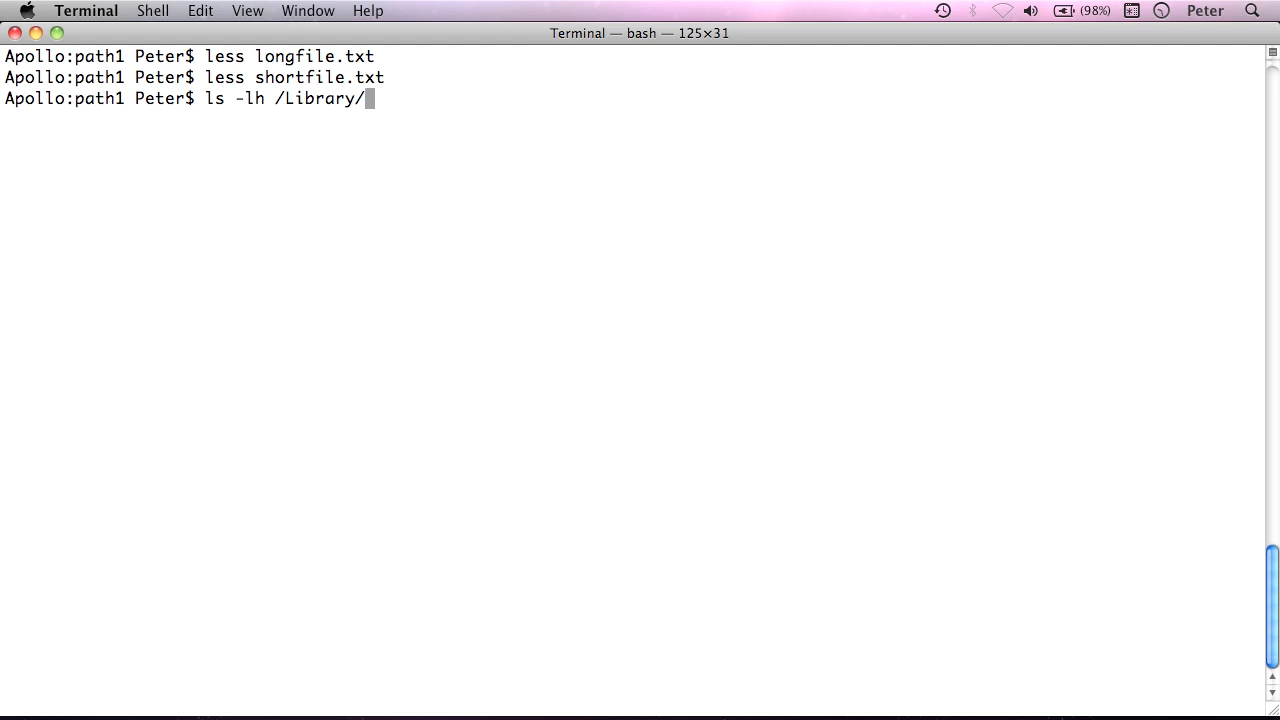 Terminal Shell Edit View Window Help (98%) Peter
Terminal — bash — 125×31
Apollo:path1 Peter$ less longfile.txt
Apollo:path1 Peter$ less shortfile.txt
Apollo:path1 Peter$ ls -lh /Library/